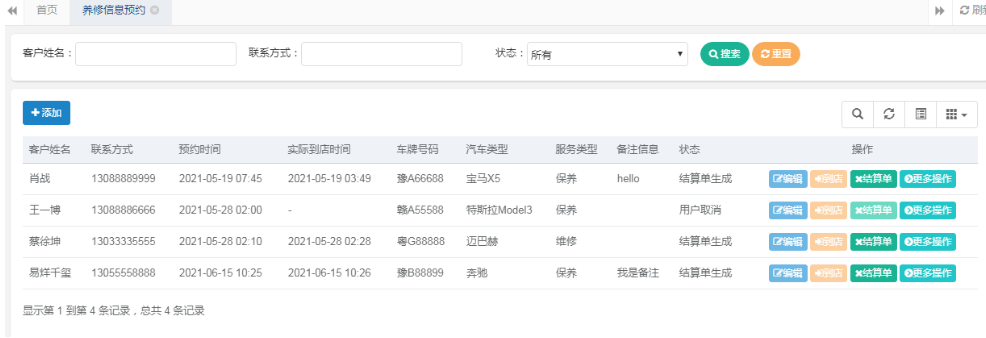 首页 养修信息预约 刷新
客户姓名： 联系方式： 状态： 所有 搜索 重置
添加
客户姓名 联系方式 预约时间 实际到店时间 车牌号码 汽车类型 服务类型 备注信息 状态 操作
肖战 13088889999 2021-05-19 07:45 2021-05-19 03:49 豫A66688 宝马X5 保养 hello 结算单生成 编辑 到店 结算单 更多操作
王一博 13088886666 2021-05-28 02:00 - 赣A55588 特斯拉Model3 保养 用户取消 编辑 到店 结算单 更多操作
蔡徐坤 13033335555 2021-05-28 02:10 2021-05-28 02:28 粤G88888 迈巴赫 维修 结算单生成 编辑 到店 结算单 更多操作
易烊千玺 13055558888 2021-06-15 10:25 2021-06-15 10:26 豫B88899 奔驰 保养 我是备注 结算单生成 编辑 到店 结算单 更多操作
显示第 1 到第 4 条记录，总共 4 条记录